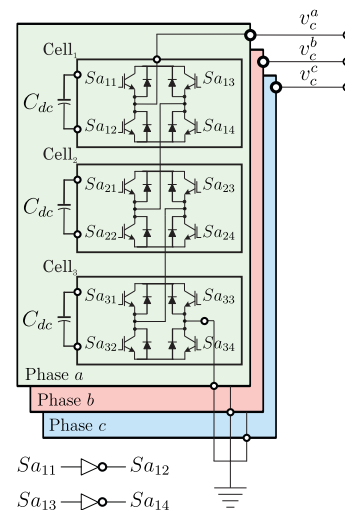 v_c^a
Cell_1
Sa_11 Sa_13
v_c^b
v_c^c
C_dc
Sa_12 Sa_14
Cell_2
Sa_21 Sa_23
C_dc
Sa_22 Sa_24
Cell_3
Sa_31 Sa_33
C_dc
Sa_32 Sa_34
Phase a
Phase b
Phase c
Sa_11 Sa_12
Sa_13 Sa_14